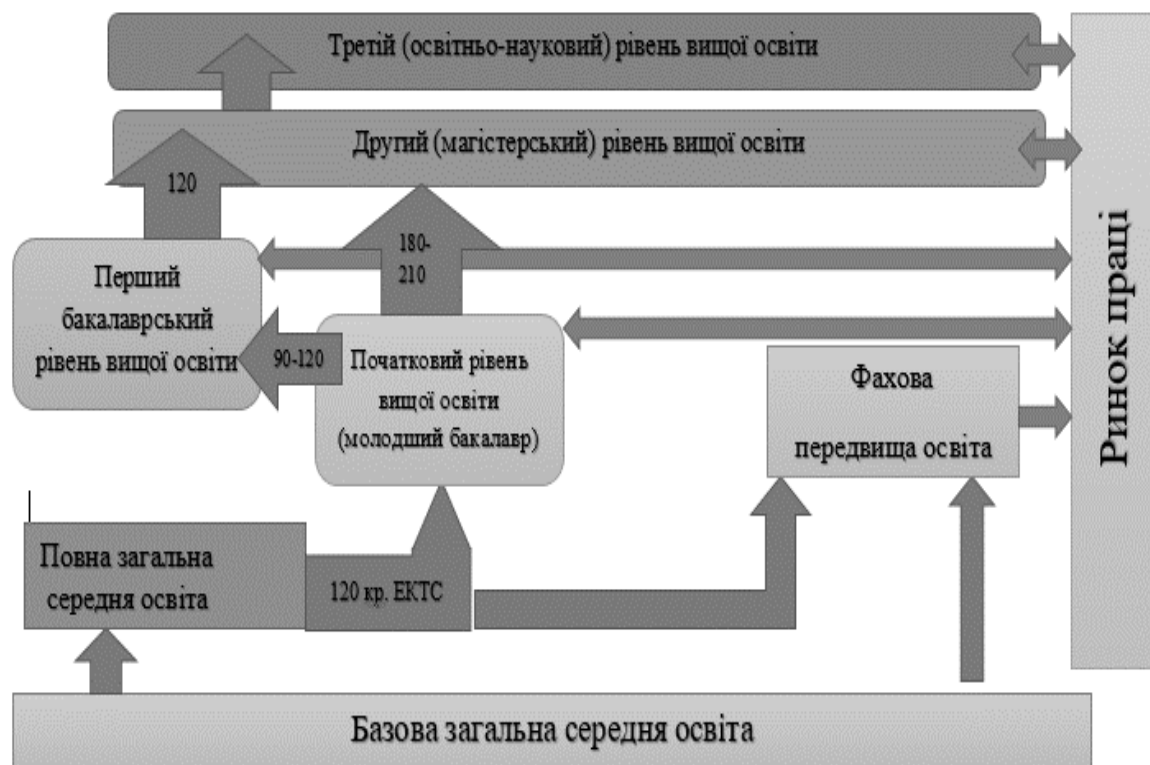 Третій (освітньо-науковий) рівень вищої освіти
Другий (магістерський) рівень вищої освіти
120
180-
210
Перший
бакалаврський
рівень вищої освіти
90-120
Початковий рівень
вищої освіти
(молодший бакалавр)
Фахова
передвища освіта
Ринок праці
Повна загальна
середня освіта
120 кр. ЕКТС
Базова загальна середня освіта